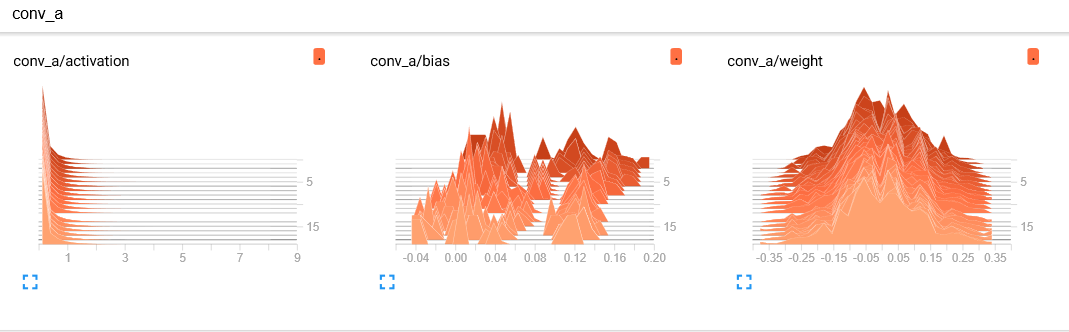 conv_a
conv_a/activation . conv_a/bias . conv_a/weight .
5 5 5
15 15 15
1 3 5 7 9 -0.04 0.00 0.04 0.08 0.12 0.16 0.20 -0.35 -0.25 -0.15 -0.05 0.05 0.15 0.25 0.35